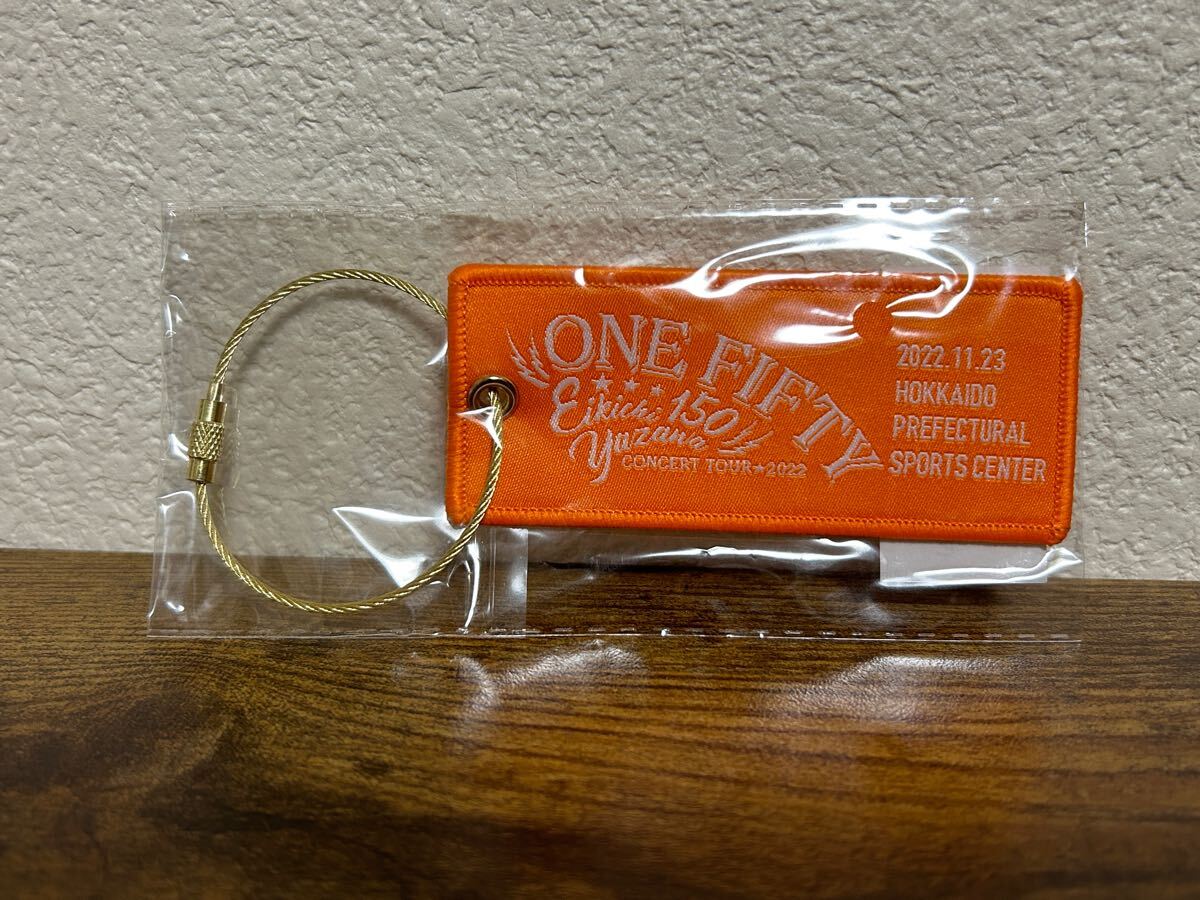 ONE FIFTY
Eikichi 150
Yazawa
CONCERT TOUR★2022
2022.11.23
HOKKAIDO
PREFECTURAL
SPORTS CENTER